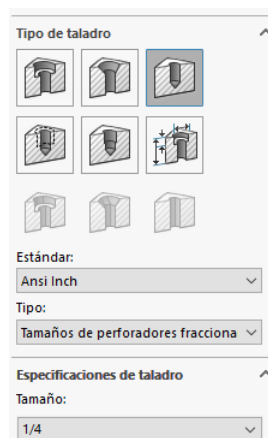 Tipo de taladro
Estándar:
Ansi Inch
Tipo:
Tamaños de perforadores fracciona
Especificaciones de taladro
Tamaño:
1/4